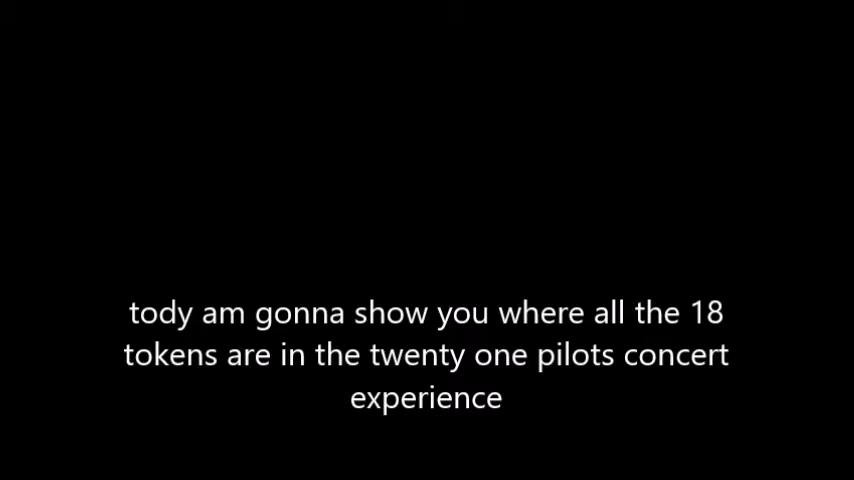 tody am gonna show you where all the 18
tokens are in the twenty one pilots concert
experience